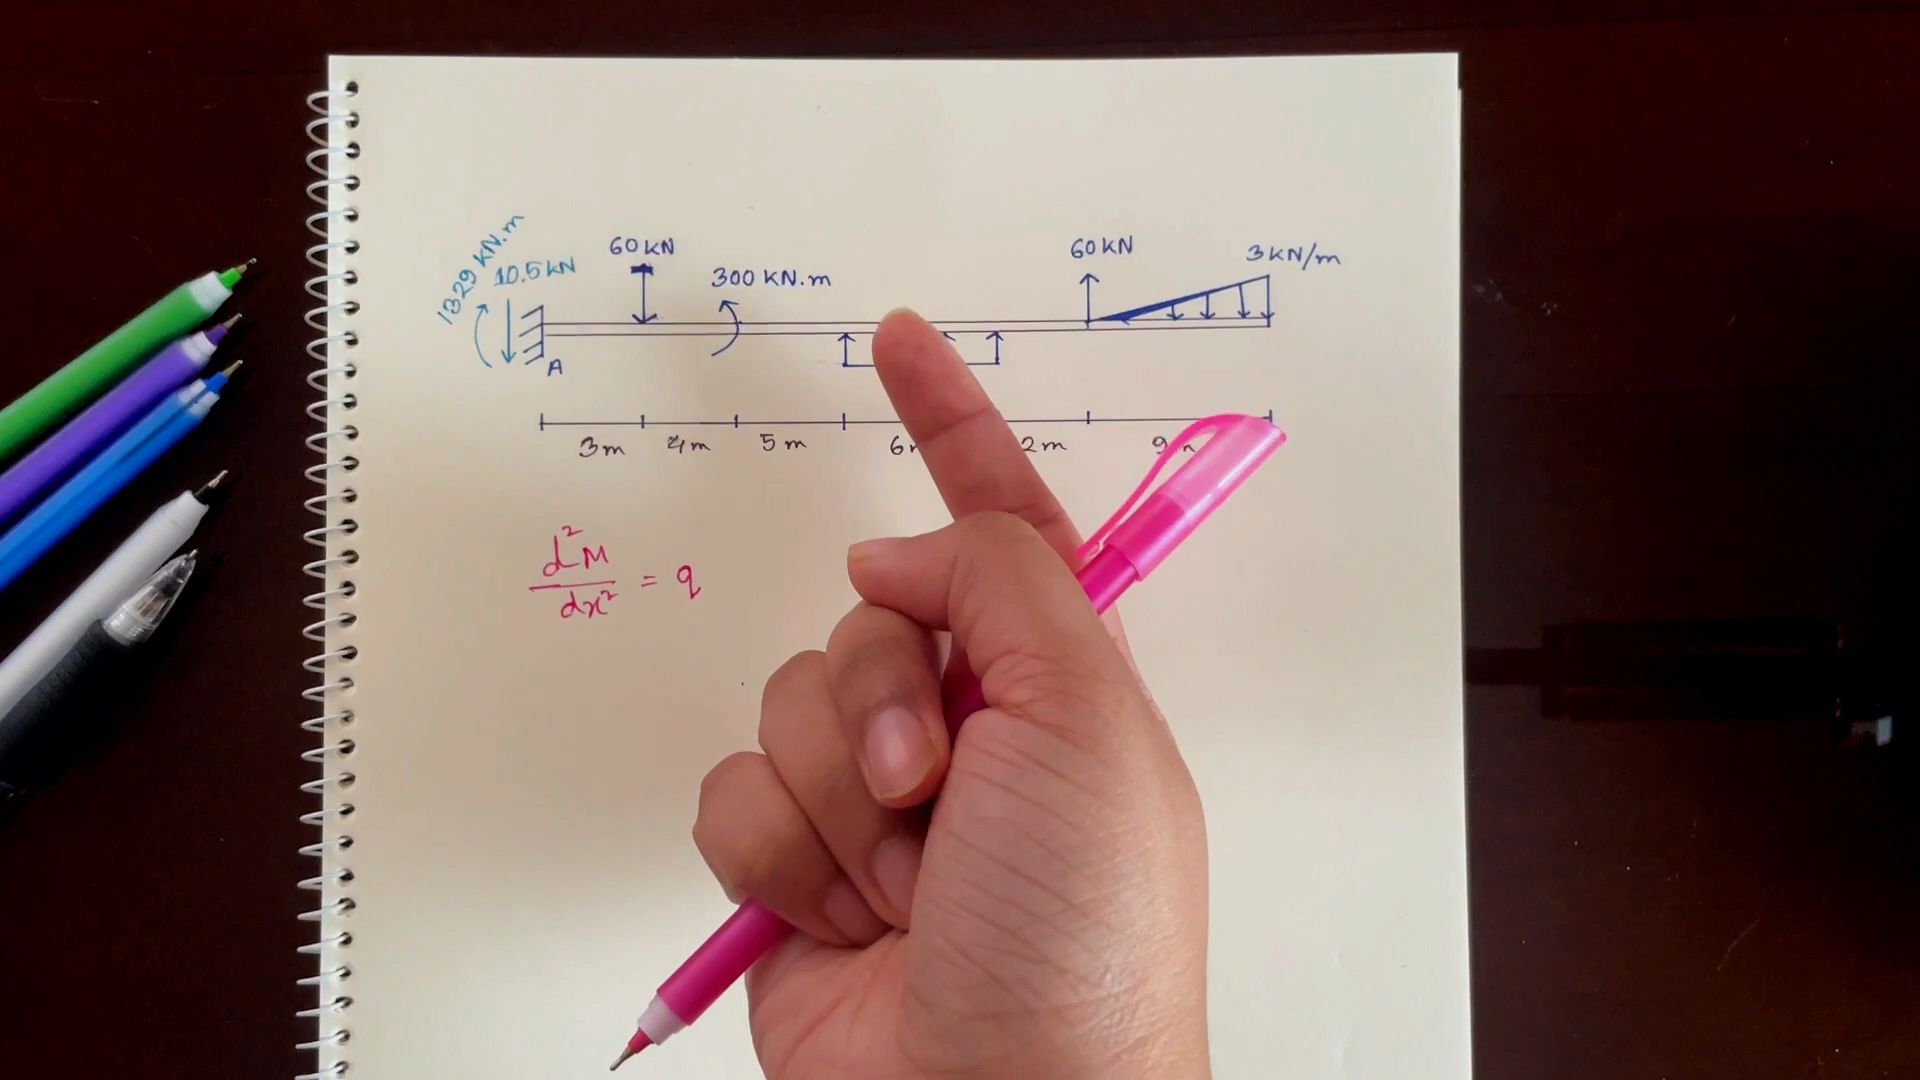 1329 KN.m
10.5 KN
60 KN
300 KN.m
60 KN
3 KN/m
A
3m 4m 5m 2m
d²M
dx² = q